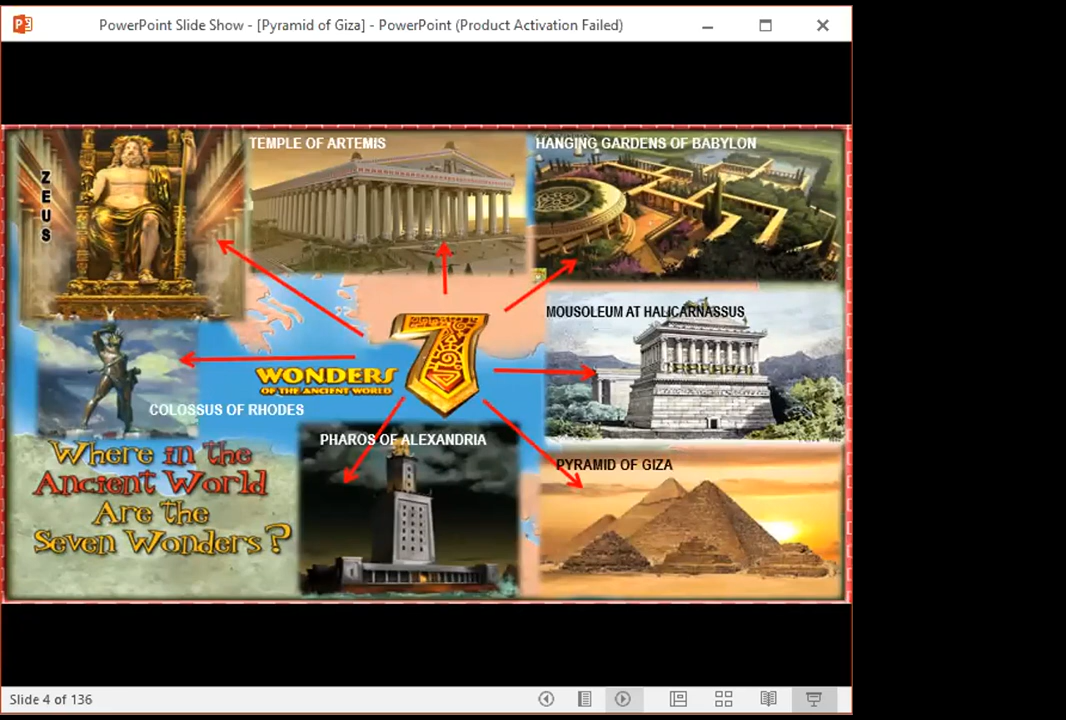 PowerPoint Slide Show - [Pyramid of Giza] - PowerPoint (Product Activation Failed)
ZEUS
TEMPLE OF ARTEMIS
HANGING GARDENS OF BABYLON
MOUSOLEUM AT HALICARNASSUS
7
WONDERS
OF THE ANCIENT WORLD
COLOSSUS OF RHODES
PHAROS OF ALEXANDRIA
PYRAMID OF GIZA
Where in the
Ancient World
Are the
Seven Wonders?
Slide 4 of 136